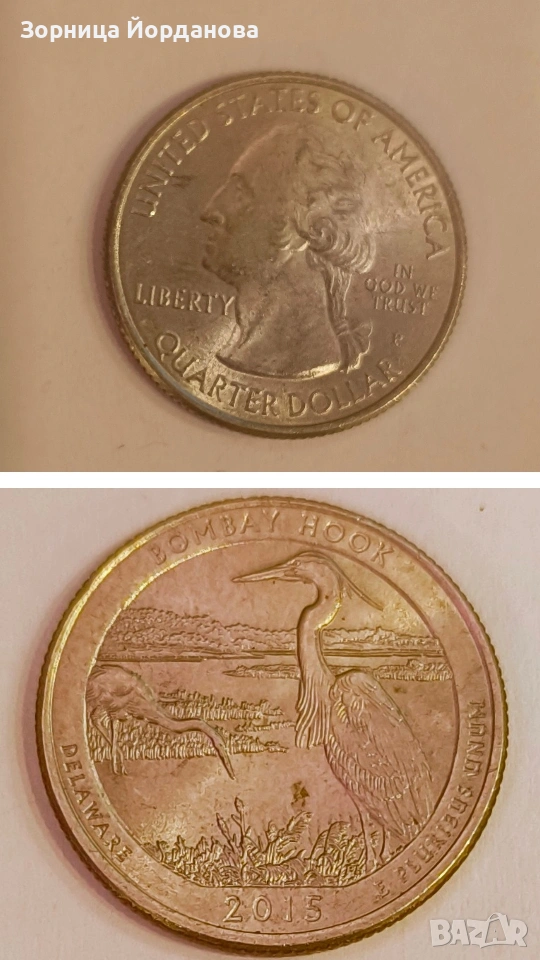 Зорница Йорданова
UNITED STATES OF AMERICA
LIBERTY
IN
GOD WE
TRUST
P
QUARTER DOLLAR
BOMBAY HOOK
DELAWARE
2015
E PLURIBUS UNUM
BAZAR